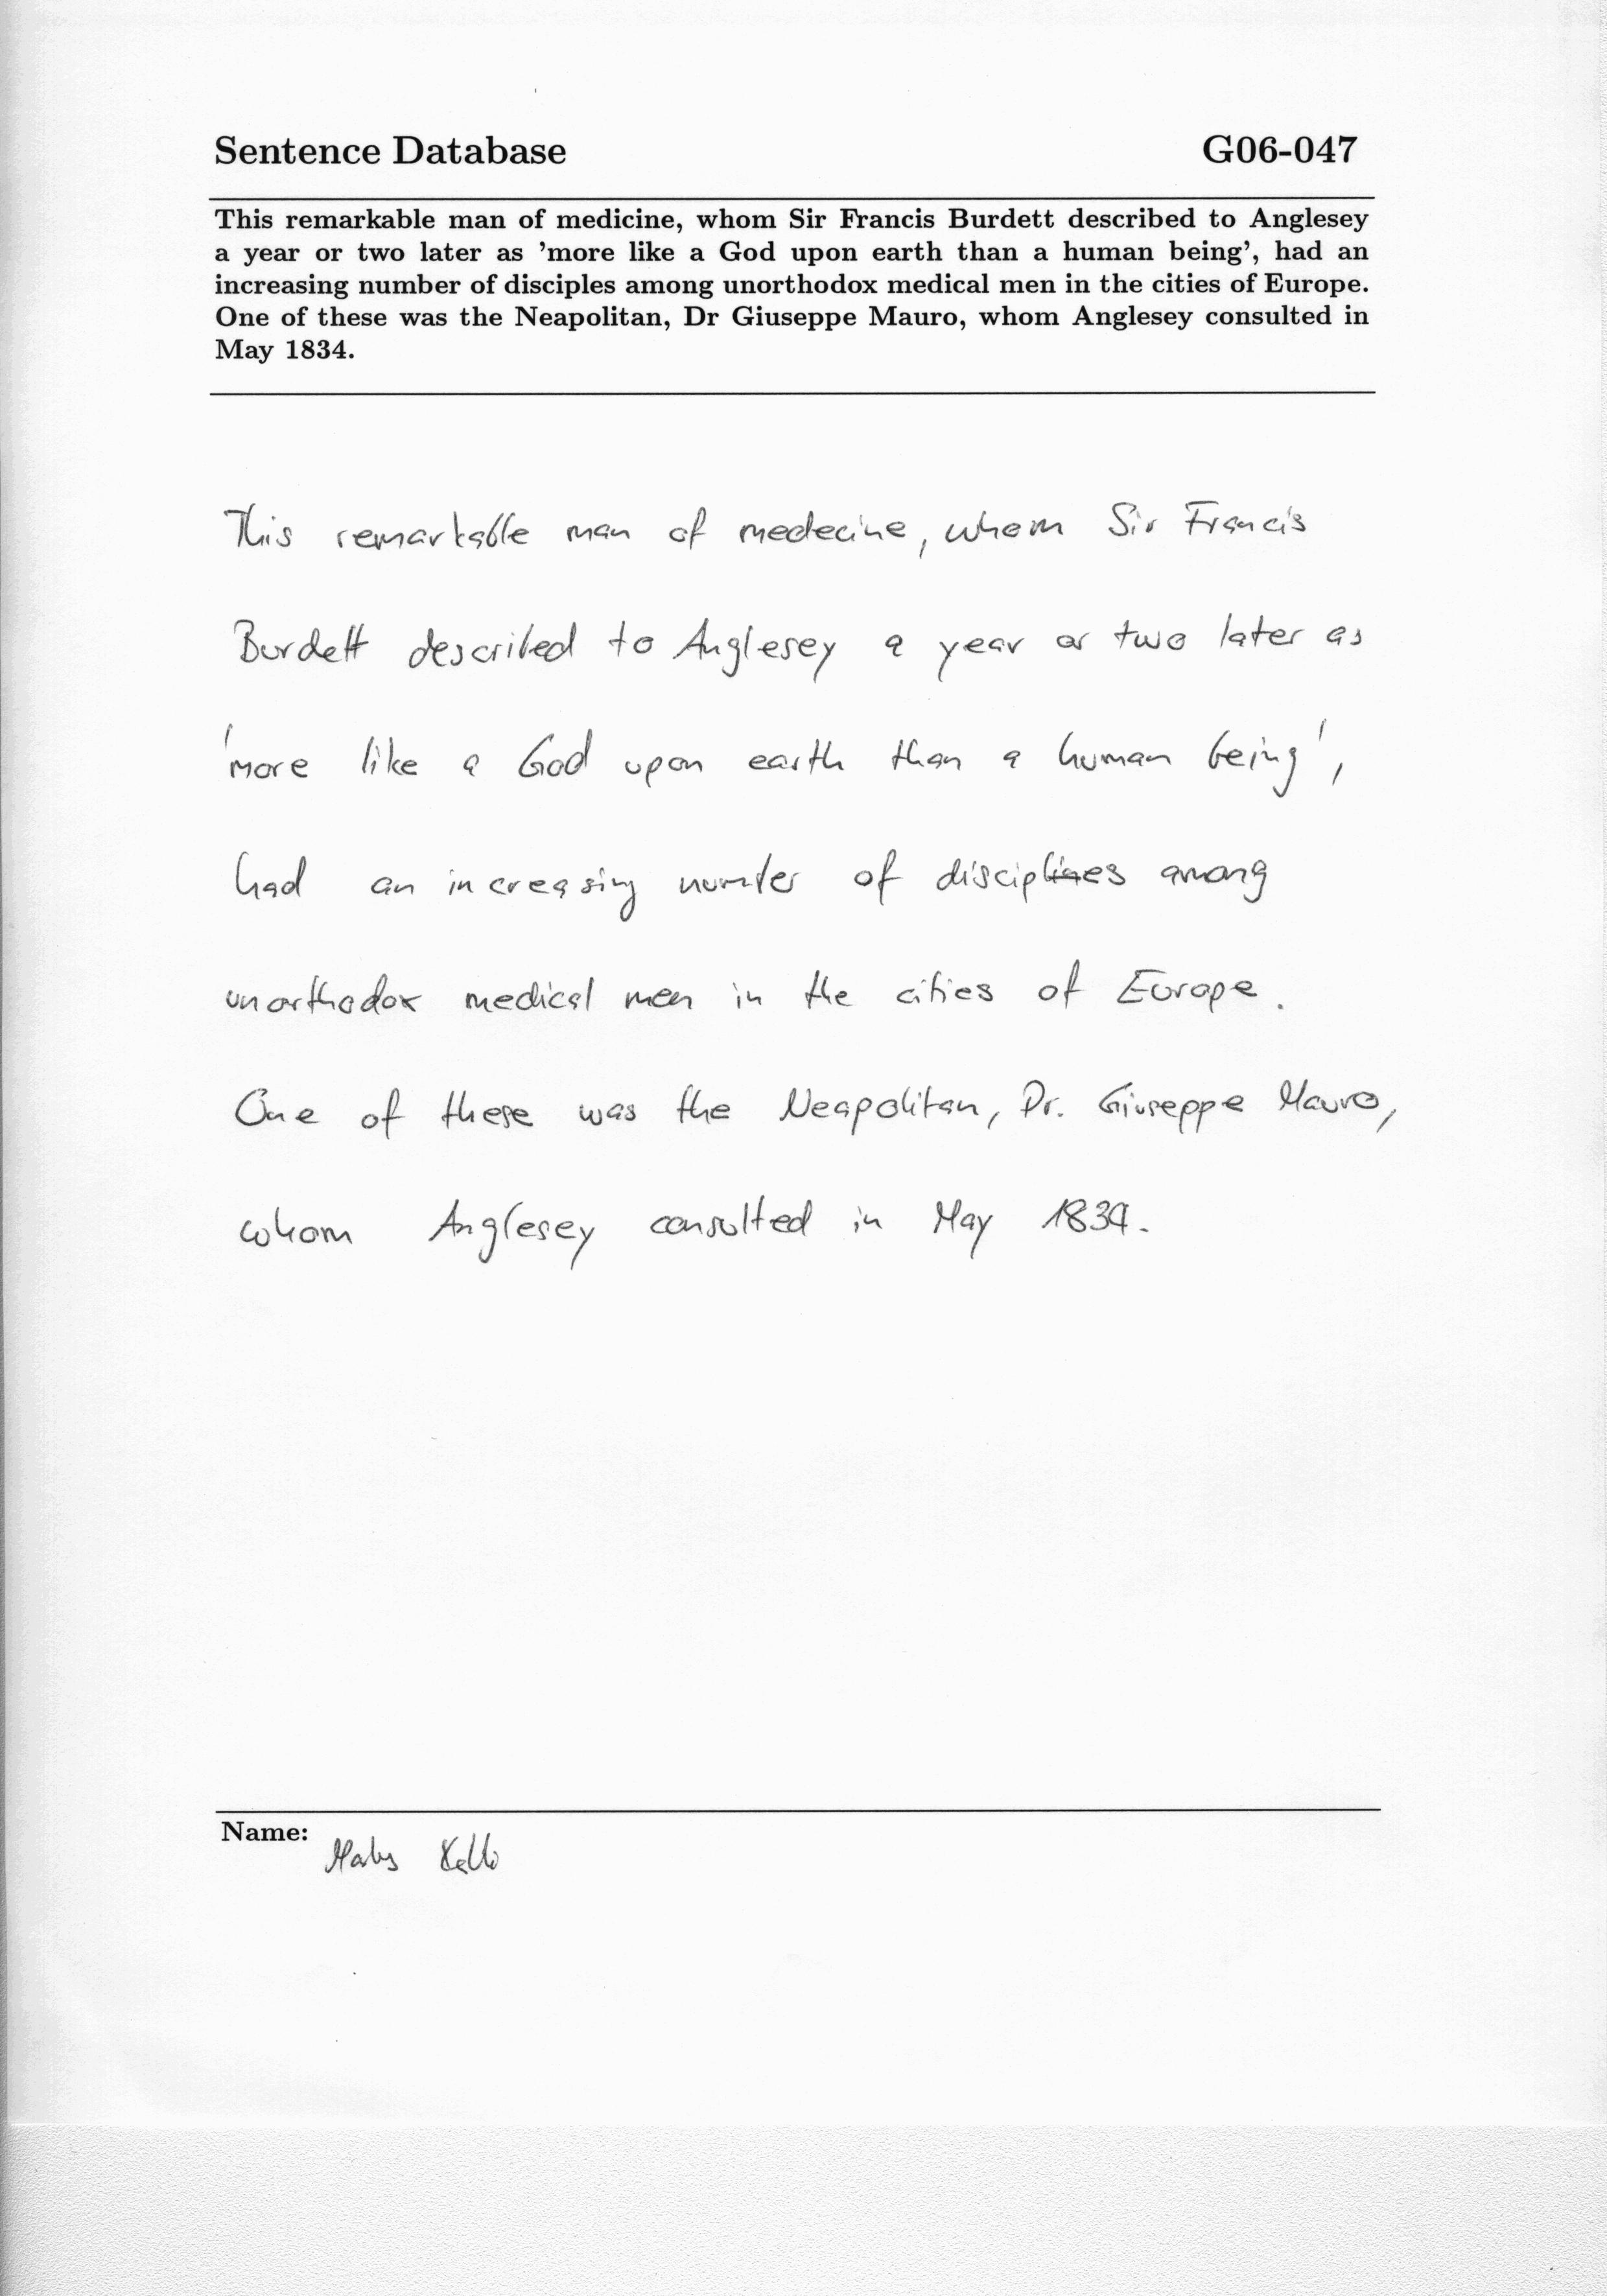 Sentence Database G06-047
This remarkable man of medicine, whom Sir Francis Burdett described to Anglesey
a year or two later as 'more like a God upon earth than a human being', had an
increasing number of disciples among unorthodox medical men in the cities of Europe.
One of these was the Neapolitan, Dr Giuseppe Mauro, whom Anglesey consulted in
May 1834.
This remarkable man of medecine, whom Sir Francis
Burdett described to Anglesey a year or two later as
'more like a God upon earth than a human being',
had an increasing number of disciplines among
unorthodox medical men in the cities of Europe.
One of these was the Neapolitan, Dr. Giuseppe Mauro,
whom Anglesey consulted in May 1834.
Name: